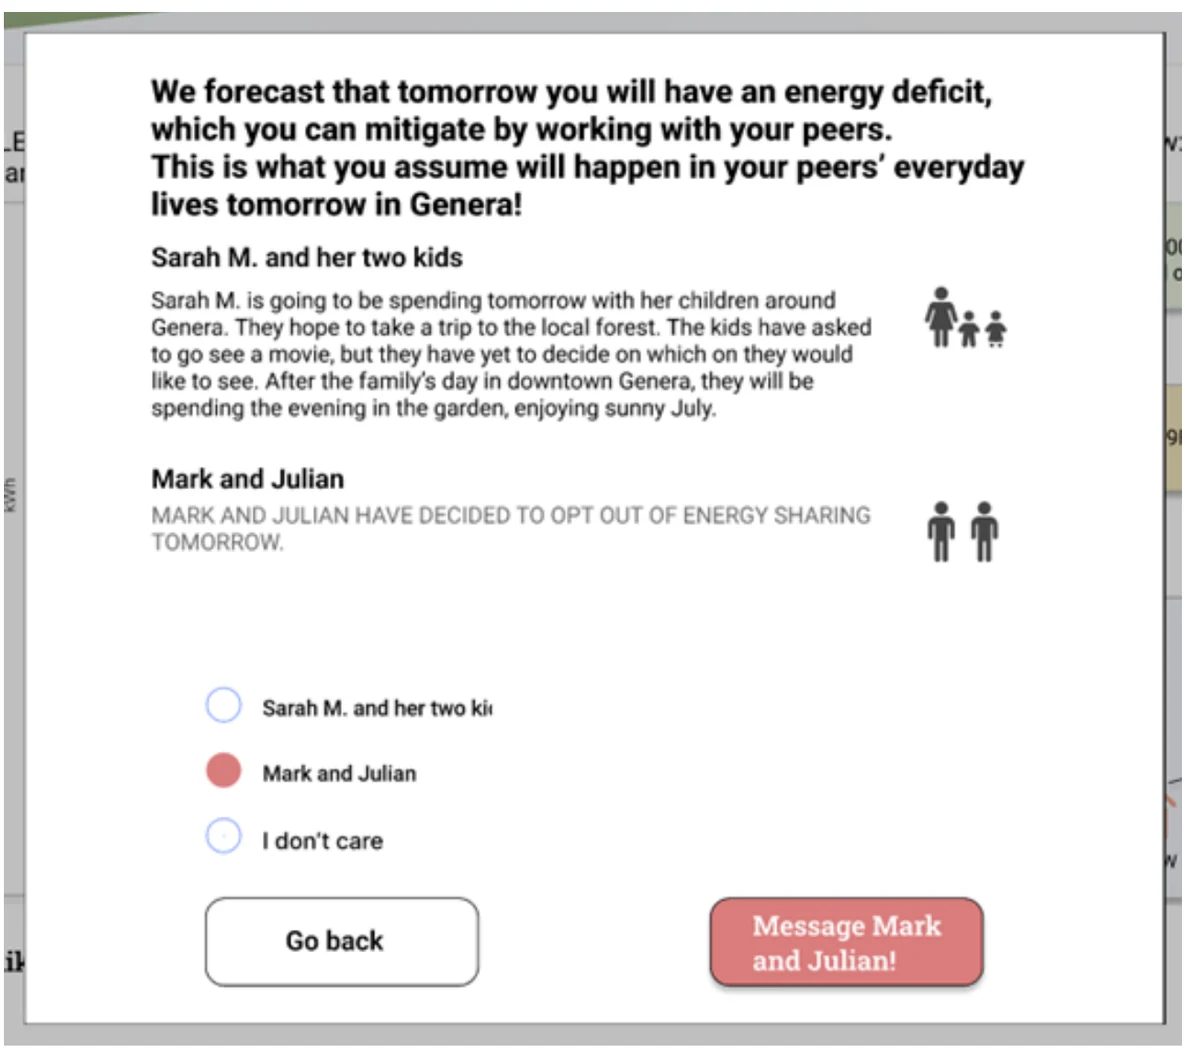 We forecast that tomorrow you will have an energy deficit,
which you can mitigate by working with your peers.
This is what you assume will happen in your peers’ everyday
lives tomorrow in Genera!
Sarah M. and her two kids
Sarah M. is going to be spending tomorrow with her children around
Genera. They hope to take a trip to the local forest. The kids have asked
to go see a movie, but they have yet to decide on which on they would
like to see. After the family’s day in downtown Genera, they will be
spending the evening in the garden, enjoying sunny July.
Mark and Julian
MARK AND JULIAN HAVE DECIDED TO OPT OUT OF ENERGY SHARING
TOMORROW.
Sarah M. and her two
Mark and Julian
I don’t care
Go back
Message Mark
and Julian!
kWh